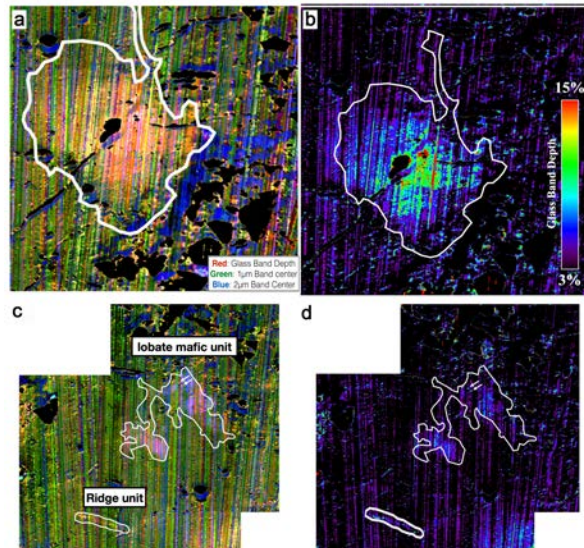 a
b
15%
Glass Band Depth
3%
Red: Glass Band Depth
Green: 1μm Band center
Blue: 2μm Band Center
c
d
lobate mafic unit
Ridge unit